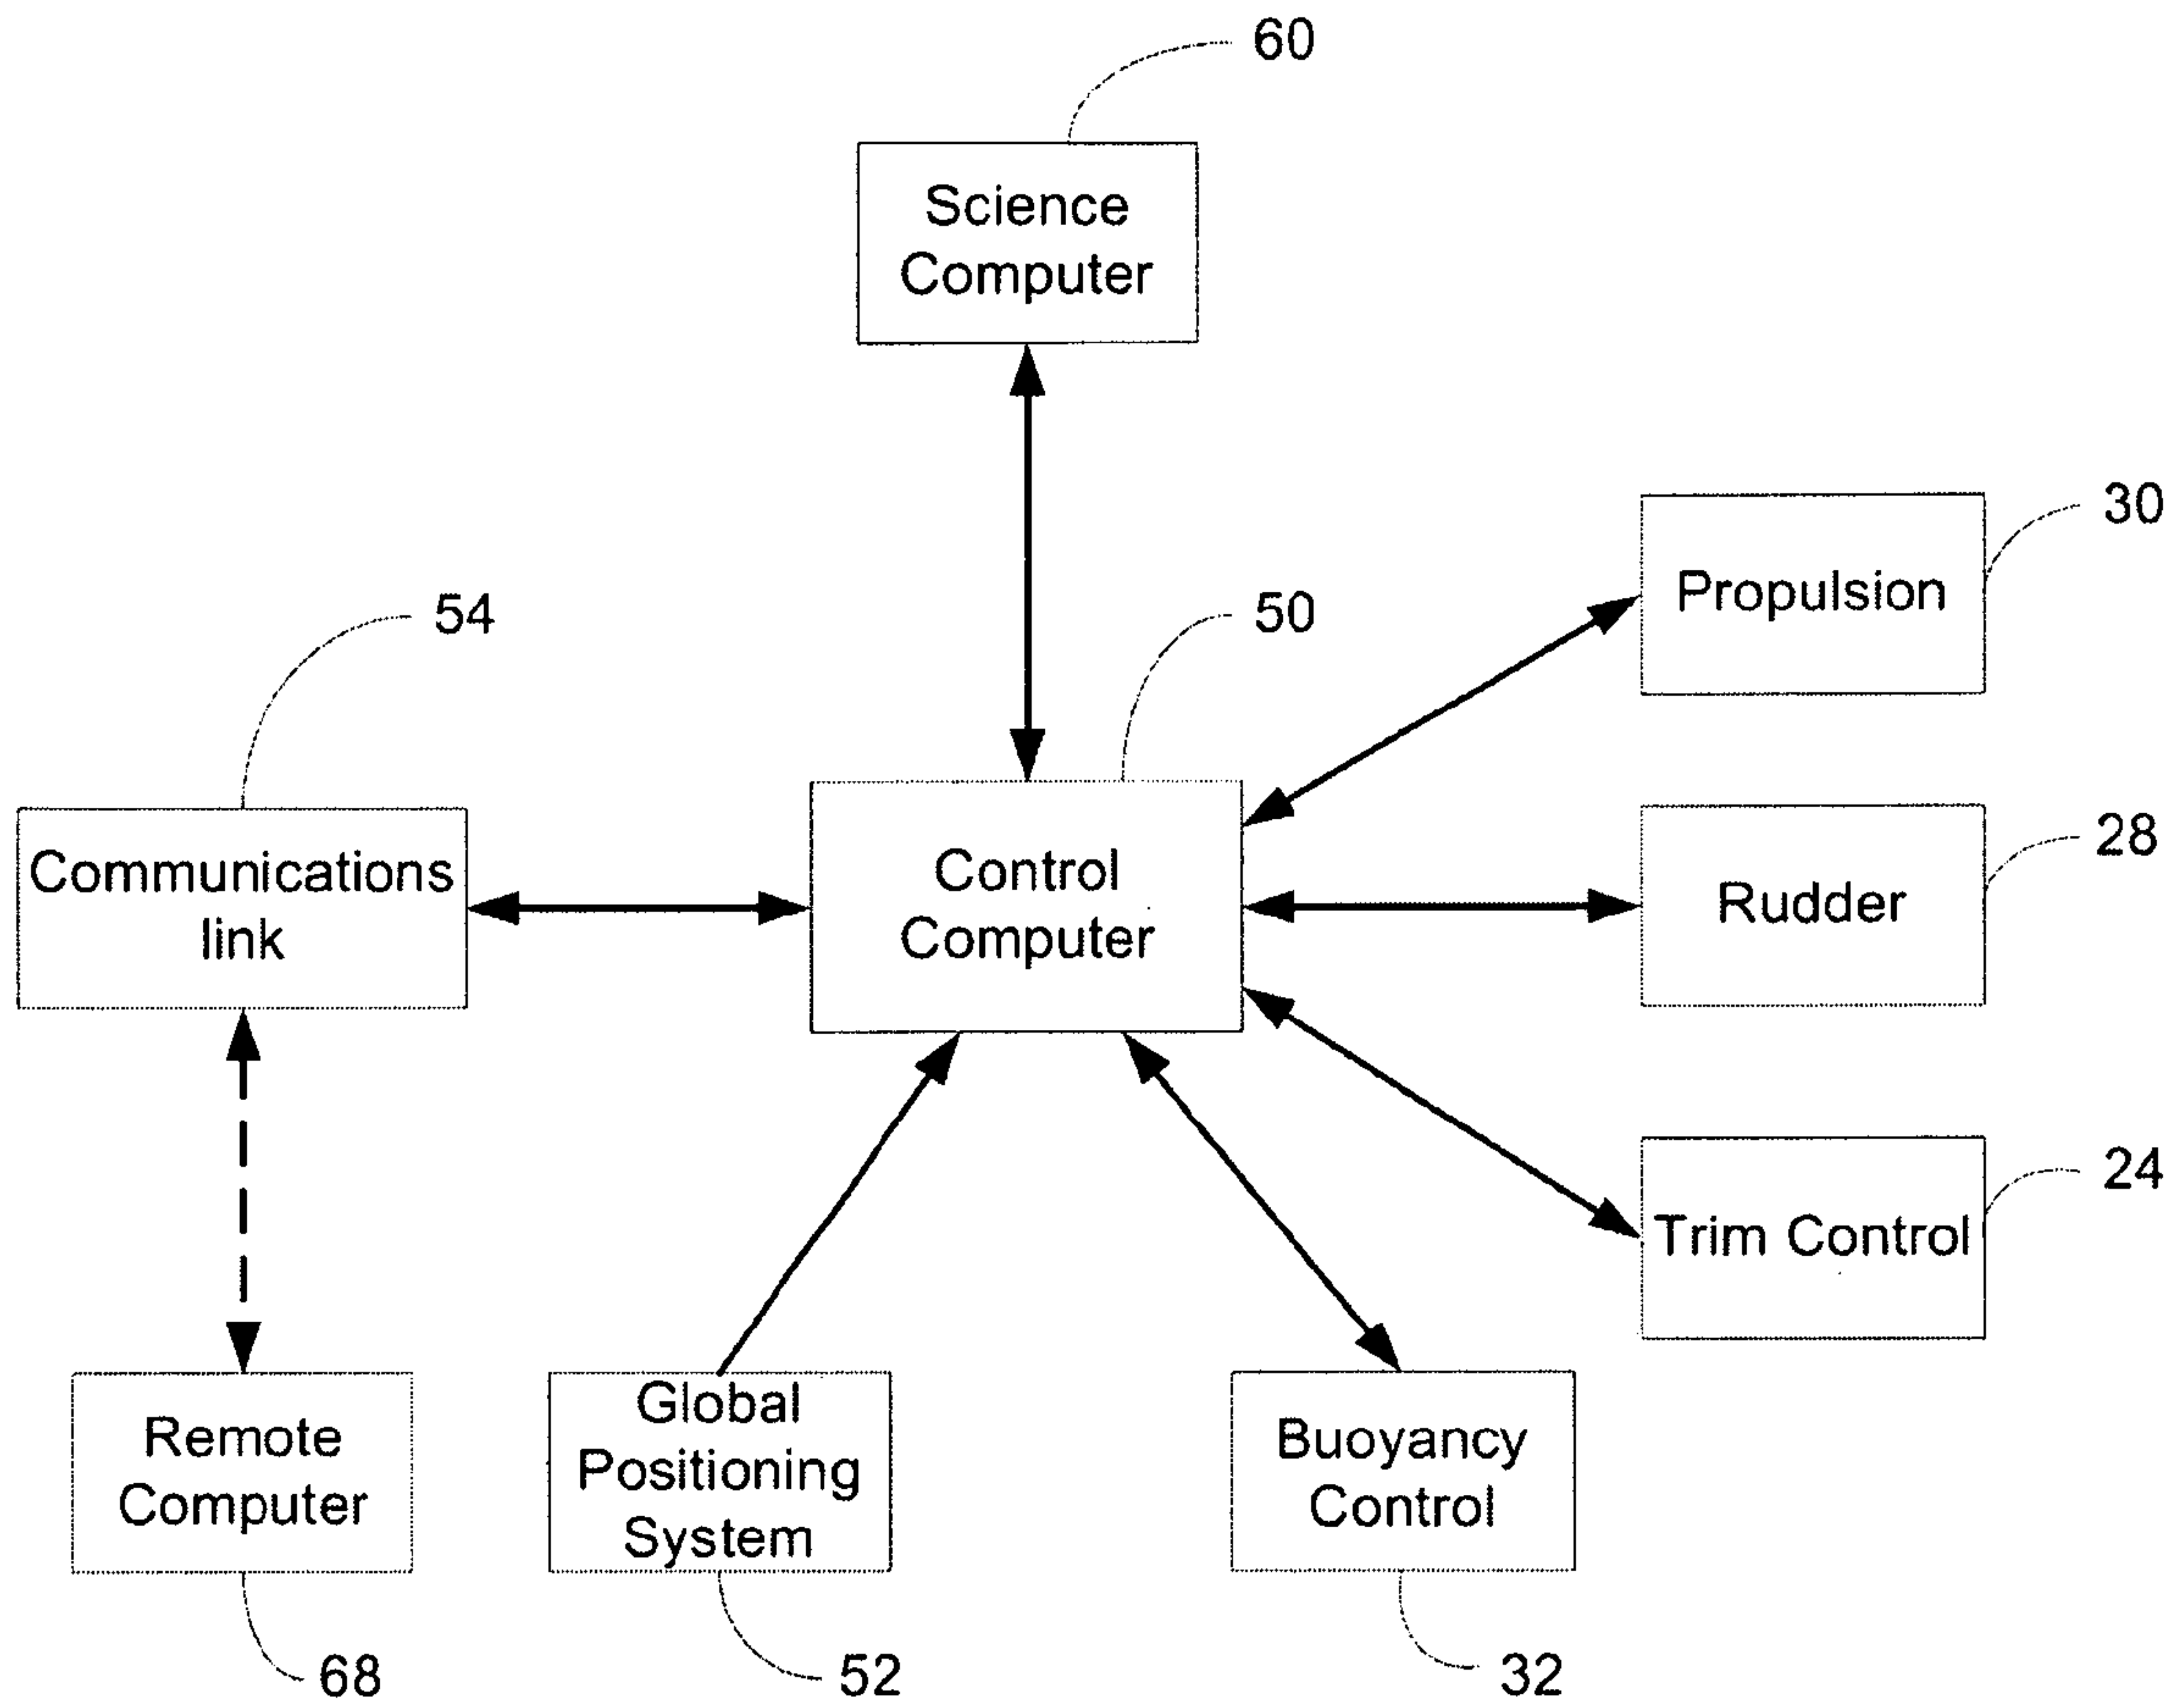 60
Science
Computer
30
Propulsion
54
50
28
Communications
link
Control
Computer
Rudder
24
Trim Control
Remote
Computer
Global
Positioning
System
Buoyancy
Control
68
52
32